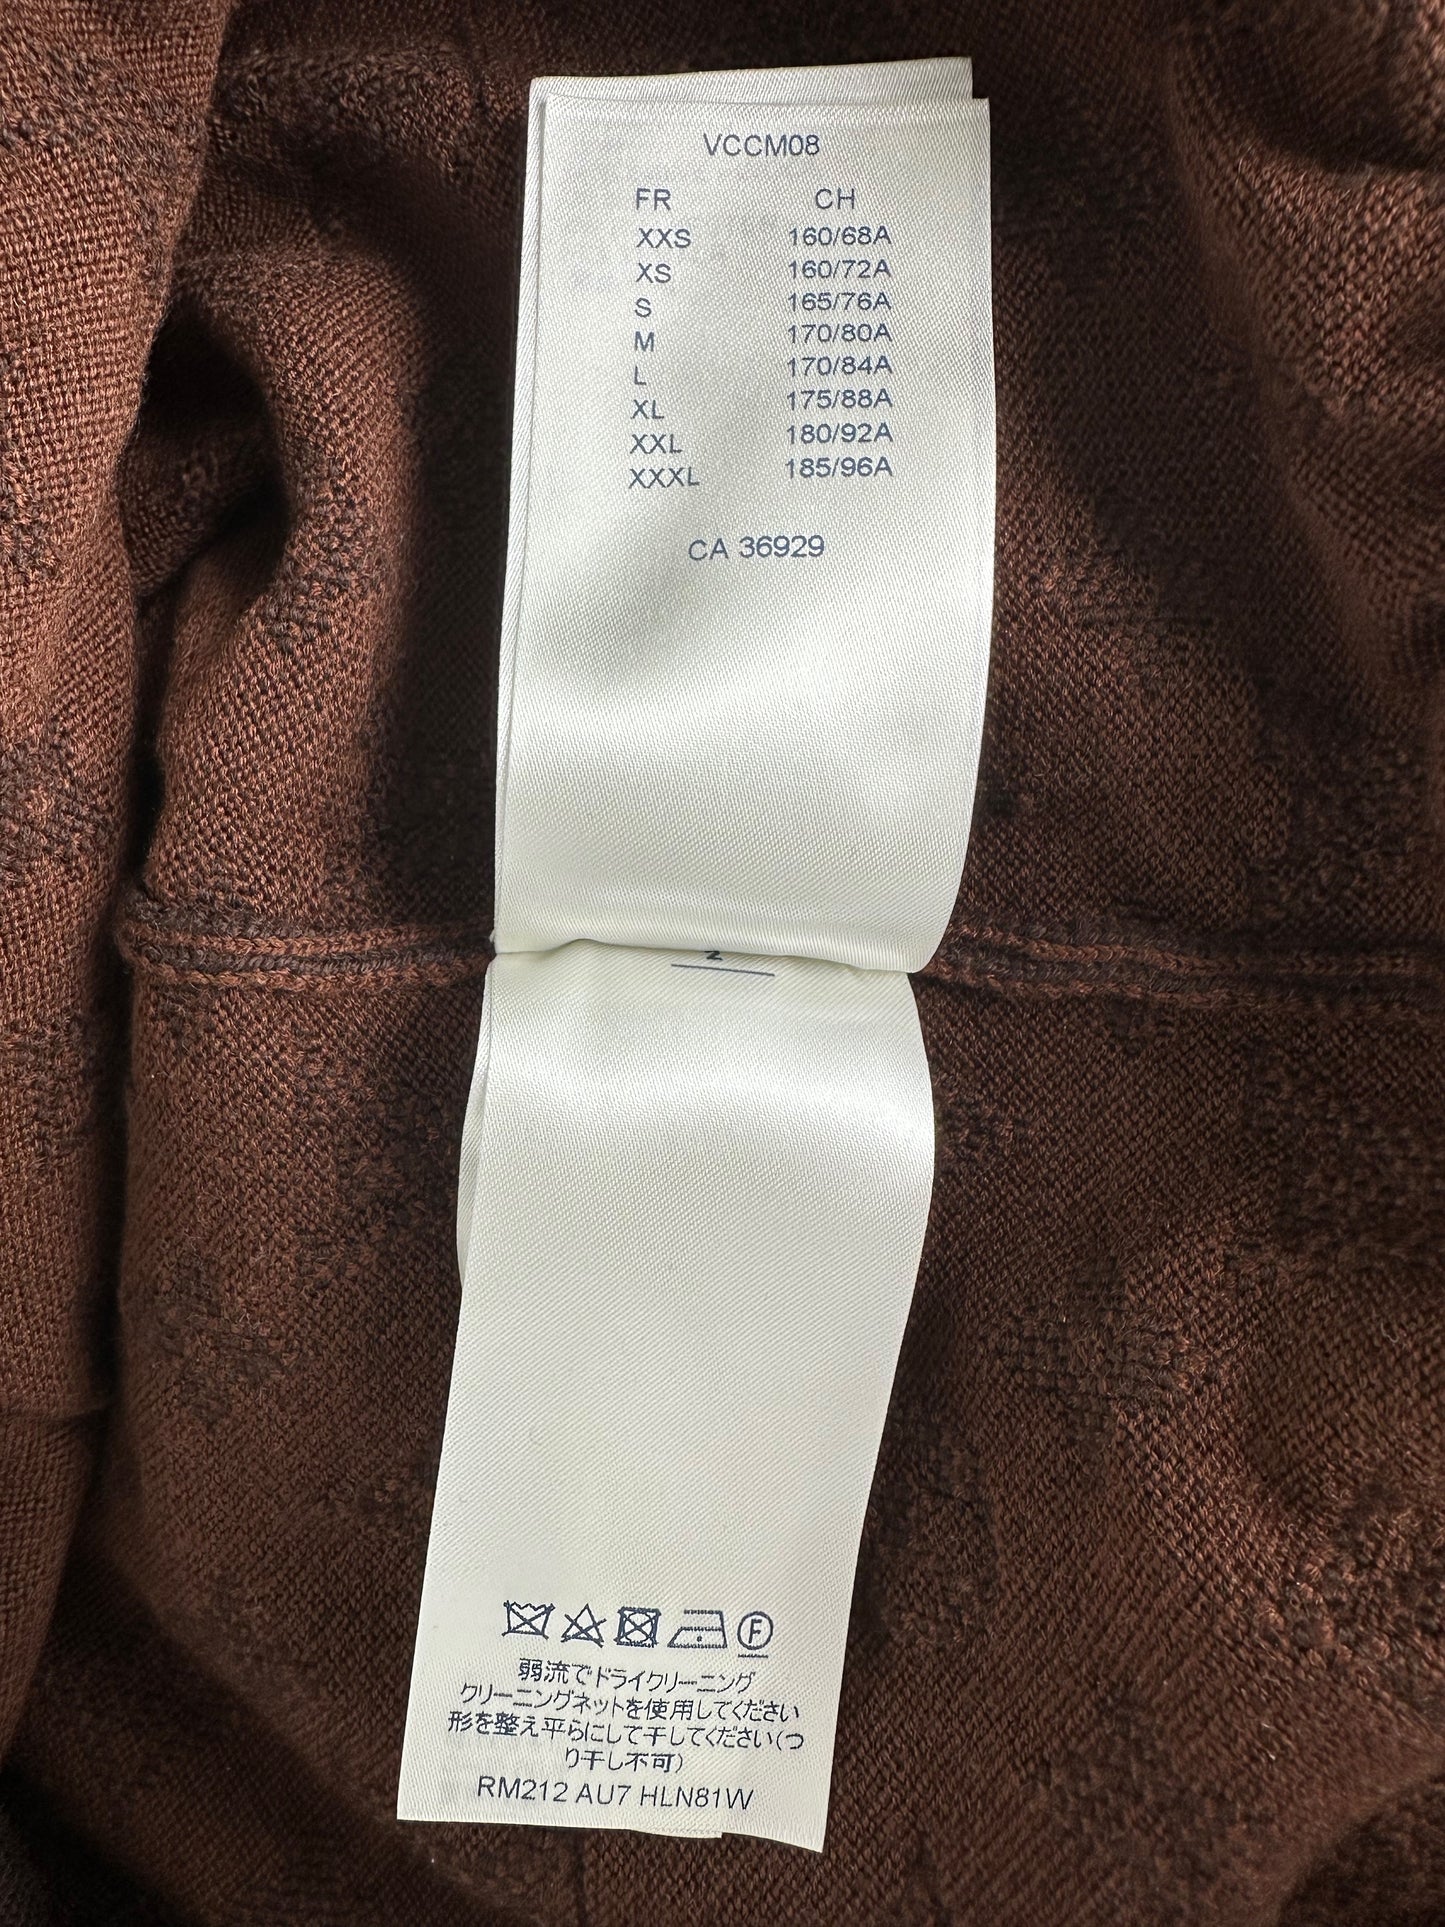 VCCM08
FR CH
XXS 160/68A
XS 160/72A
S 165/76A
M 170/80A
L 170/84A
XL 175/88A
XXL 180/92A
XXXL 185/96A
CA 36929
F
弱流でドライクリーニング
クリーニングネットを使用してください
形を整え平らにして干してください(つ
り干し不可)
RM212 AU7 HLN81W